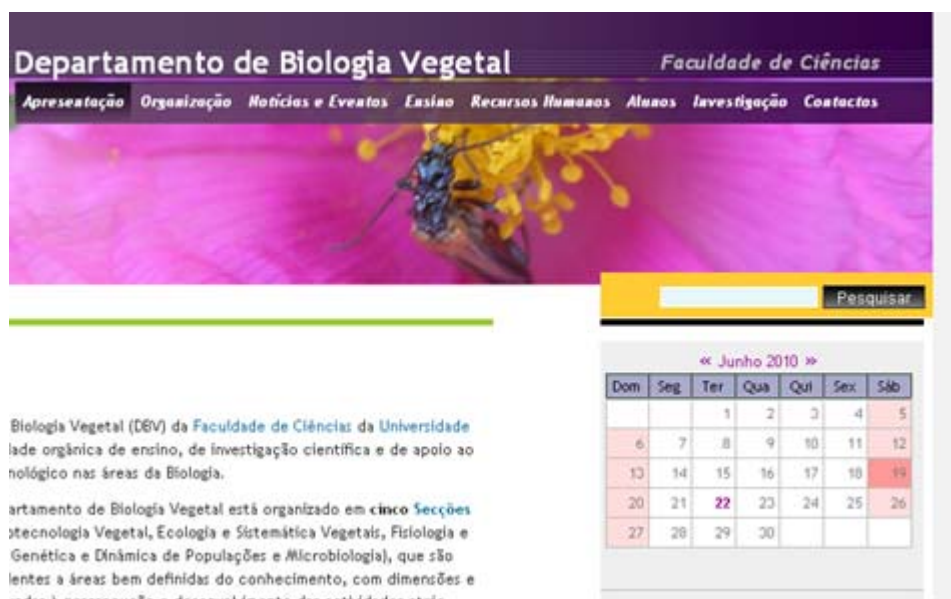 Departamento de Biologia Vegetal
Faculdade de Ciências
Apresentação Organização Notícias e Eventos Ensino Recursos Humanos Alunos Investigação Contactos
Pesquisar
« Junho 2010 »
Dom Seg Ter Qua Qui Sex Sáb
1 2 3 4 5
6 7 8 9 10 11 12
13 14 15 16 17 18 19
20 21 22 23 24 25 26
27 28 29 30
Biologia Vegetal (DBV) da Faculdade de Ciências da Universidade
lade orgânica de ensino, de investigação científica e de apoio ao
nológico nas áreas da Biologia.
artamento de Biologia Vegetal está organizado em cinco Secções
otecnologia Vegetal, Ecologia e Sistemática Vegetais, Fisiologia e
Genética e Dinâmica de Populações e Microbiologia), que são
lentes a áreas bem definidas do conhecimento, com dimensões e